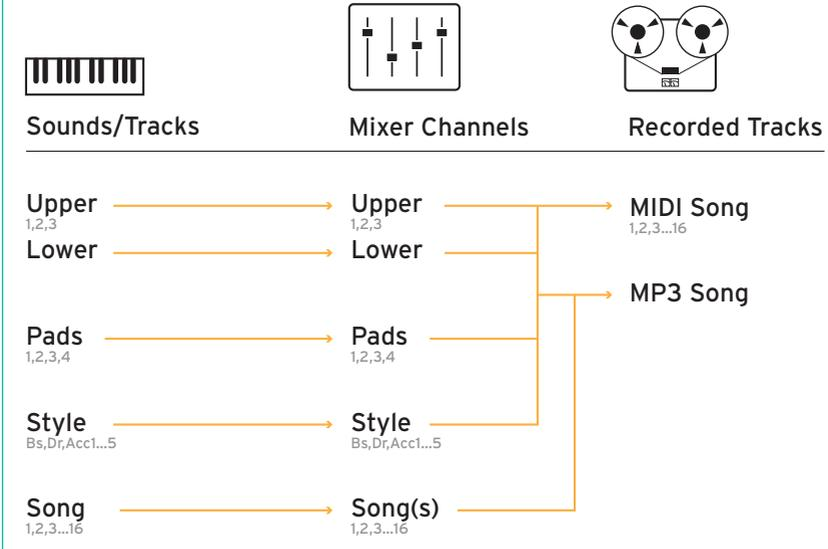 Sounds/Tracks Mixer Channels Recorded Tracks
Upper Upper MIDI Song
1,2,3 1,2,3 1,2,3...16
Lower Lower
MP3 Song
Pads Pads
1,2,3,4 1,2,3,4
Style Style
Bs,Dr,Acc1...5 Bs,Dr,Acc1...5
Song Song(s)
1,2,3...16 1,2,3...16